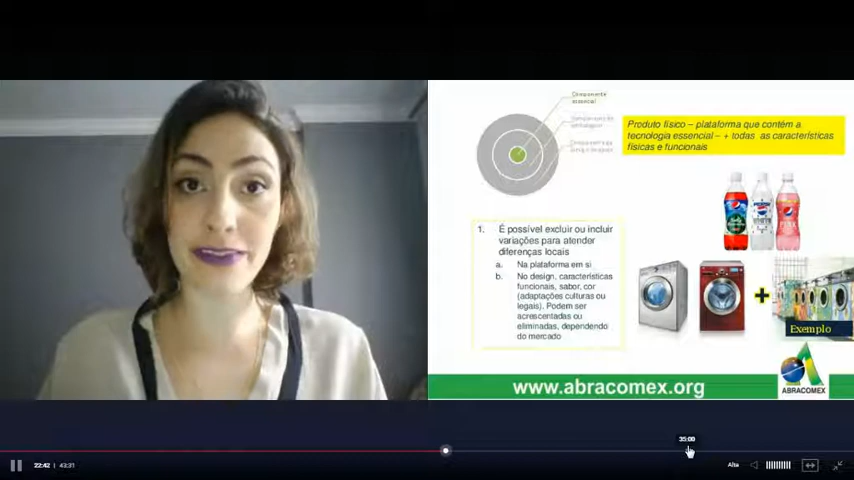 Componente
essencial
Produto físico – plataforma que contém a
tecnologia essencial – + todas as características
físicas e funcionais
1. É possível excluir ou incluir
variações para atender
diferenças locais
a. Na plataforma em si
b. No design, características
funcionais, sabor, cor
(adaptações culturas ou
legais). Podem ser
acrescentadas ou
eliminadas, dependendo
do mercado
+
Exemplo
www.abracomex.org
ABRACOMEX
35:00
22:42 | 43:31
Alta